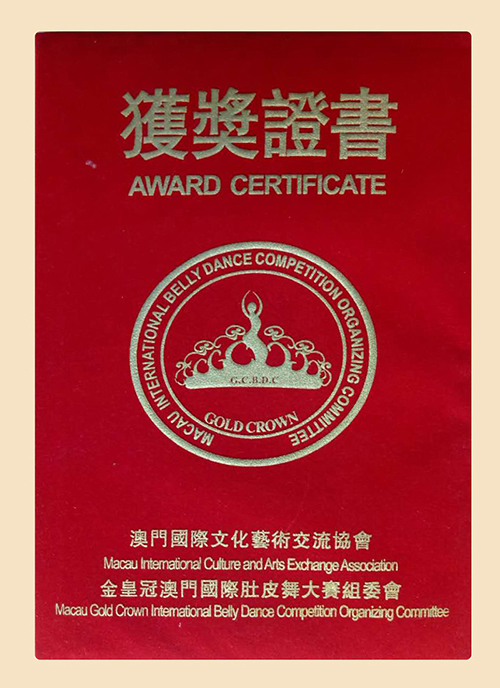 獲獎證書
AWARD CERTIFICATE
MACAU INTERNATIONAL BELLY DANCE COMPETITION ORGANIZING COMMITTEE
G.C.B.D.C
GOLD CROWN
澳門國際文化藝術交流協會
Macau International Culture and Arts Exchange Association
金皇冠澳門國際肚皮舞大賽組委會
Macau Gold Crown International Belly Dance Competition Organizing Committee